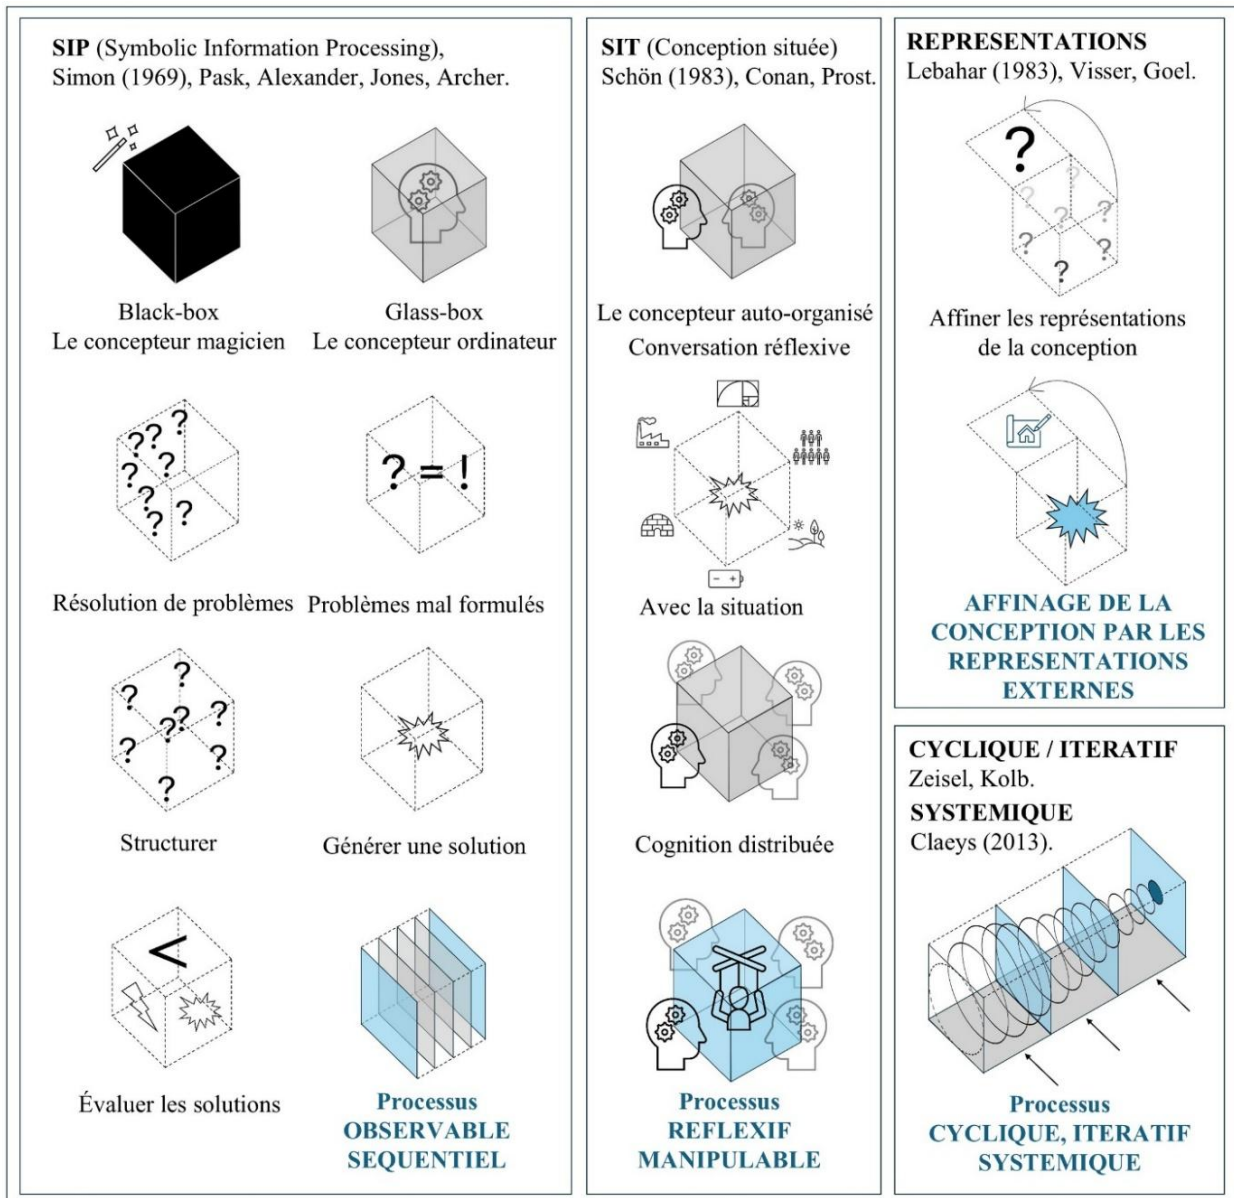 SIP (Symbolic Information Processing),
Simon (1969), Pask, Alexander, Jones, Archer.
Black-box
Le concepteur magicien
Glass-box
Le concepteur ordinateur
? ? ? ? ? ? ? ? ?
? = !
Résolution de problèmes
Problèmes mal formulés
? ? ? ? ? ? ?
Structurer
Générer une solution
<
Évaluer les solutions
Processus
OBSERVABLE
SEQUENTIEL
SIT (Conception située)
Schön (1983), Conan, Prost.
Le concepteur auto-organisé
Conversation réflexive
- +
Avec la situation
Cognition distribuée
Processus
REFLEXIF
MANIPULABLE
REPRESENTATIONS
Lebahar (1983), Visser, Goel.
?
? ? ? ? ? ? ?
Affiner les représentations
de la conception
AFFINAGE DE LA
CONCEPTION PAR LES
REPRESENTATIONS
EXTERNES
CYCLIQUE / ITERATIF
Zeisel, Kolb.
SYSTEMIQUE
Claeys (2013).
Processus
CYCLIQUE, ITERATIF
SYSTEMIQUE